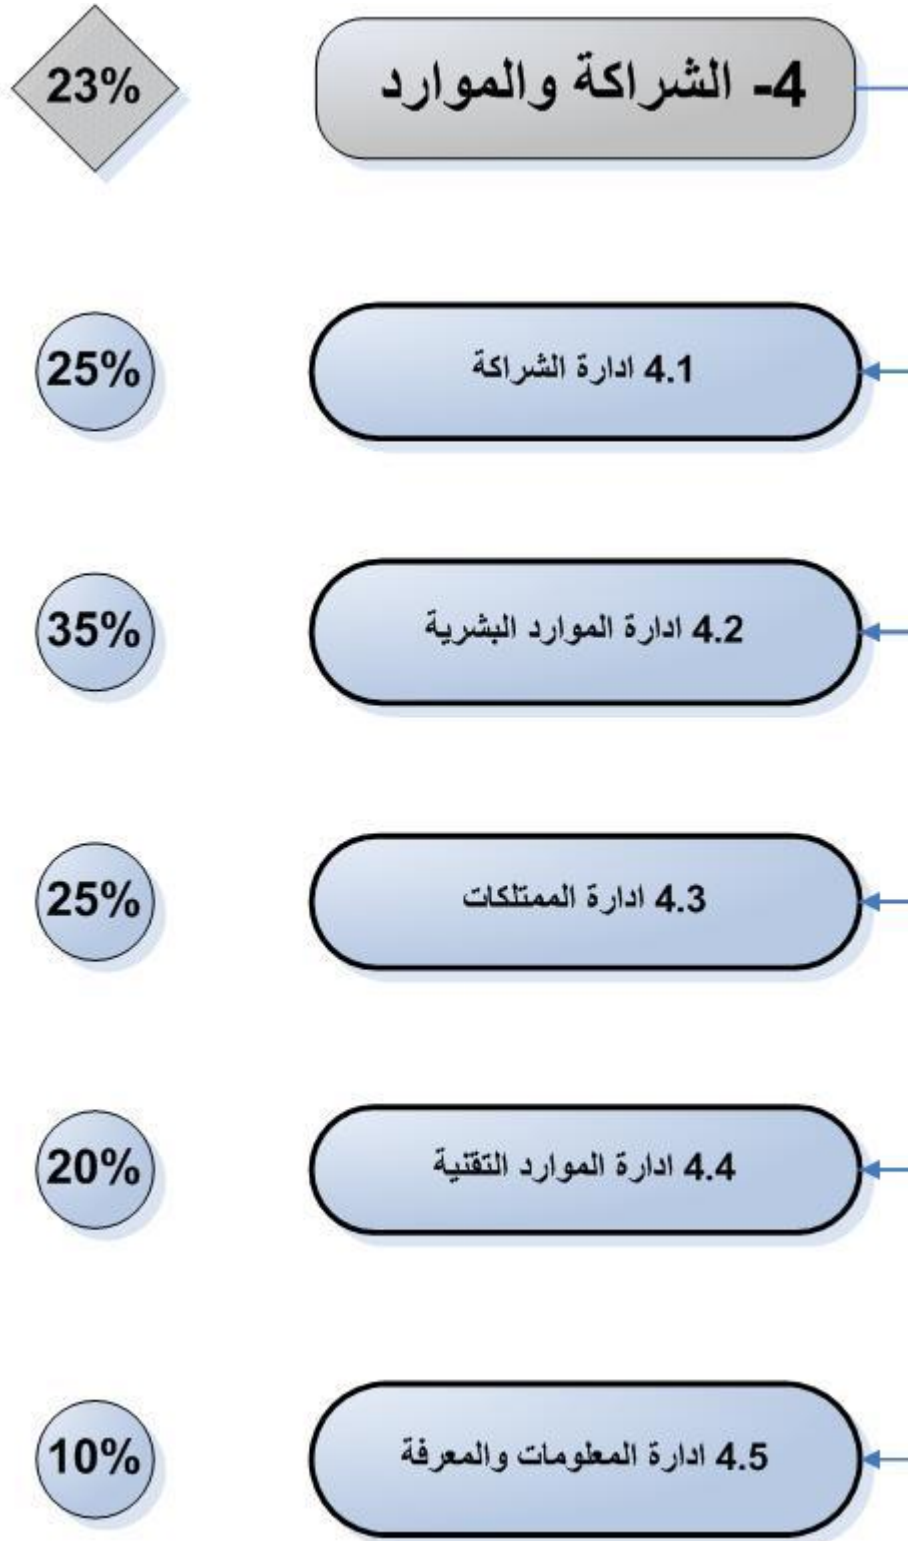 4- الشراكة والموارد
23%
4.1 ادارة الشراكة
25%
4.2 ادارة الموارد البشرية
35%
4.3 ادارة الممتلكات
25%
4.4 ادارة الموارد التقنية
20%
4.5 ادارة المعلومات والمعرفة
10%